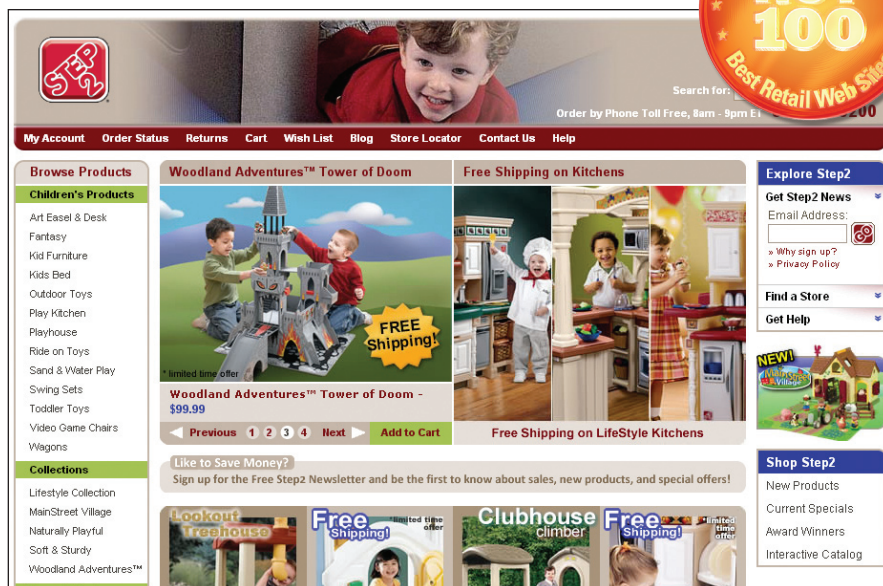 HOT
100
Best Retail Web Site
STEP2
Search for:
Order by Phone Toll Free, 8am - 9pm E
200
My Account Order Status Returns Cart Wish List Blog Store Locator Contact Us Help
Browse Products
Children's Products
Art Easel & Desk
Fantasy
Kid Furniture
Kids Bed
Outdoor Toys
Play Kitchen
Playhouse
Ride on Toys
Sand & Water Play
Swing Sets
Toddler Toys
Video Game Chairs
Wagons
Collections
Lifestyle Collection
MainStreet Village
Naturally Playful
Soft & Sturdy
Woodland Adventures™
Woodland Adventures™ Tower of Doom
FREE
Shipping!
* limited time offer
Woodland Adventures™ Tower of Doom -
$99.99
Previous 1 2 3 4 Next Add to Cart
Free Shipping on Kitchens
Free Shipping on LifeStyle Kitchens
Like to Save Money?
Sign up for the Free Step2 Newsletter and be the first to know about sales, new products, and special offers!
Lookout
Treehouse
Free
Shipping!
*limited time
offer
Clubhouse
climber
Free
Shipping!
*limited
time
offer
Explore Step2
Get Step2 News
Email Address:
GO
» Why sign up?
» Privacy Policy
Find a Store
Get Help
NEW!
MainStreet
Village
Shop Step2
New Products
Current Specials
Award Winners
Interactive Catalog